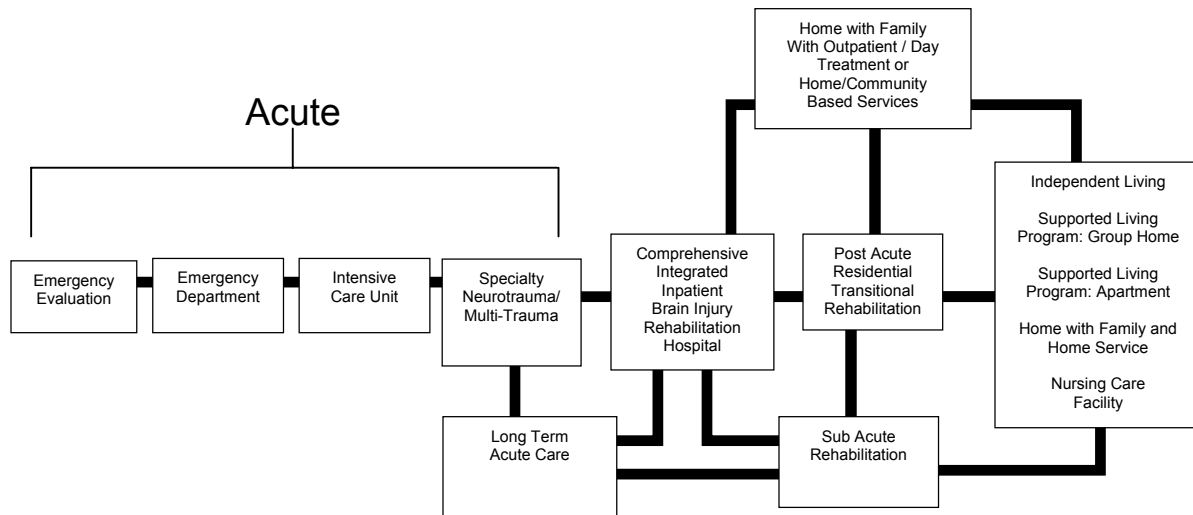 Acute
Emergency
Evaluation
Emergency
Department
Intensive
Care Unit
Specialty
Neurotrauma/
Multi-Trauma
Long Term
Acute Care
Comprehensive
Integrated
Inpatient
Brain Injury
Rehabilitation
Hospital
Home with Family
With Outpatient / Day
Treatment or
Home/Community
Based Services
Post Acute
Residential
Transitional
Rehabilitation
Sub Acute
Rehabilitation
Independent Living
Supported Living
Program: Group Home
Supported Living
Program: Apartment
Home with Family and
Home Service
Nursing Care
Facility